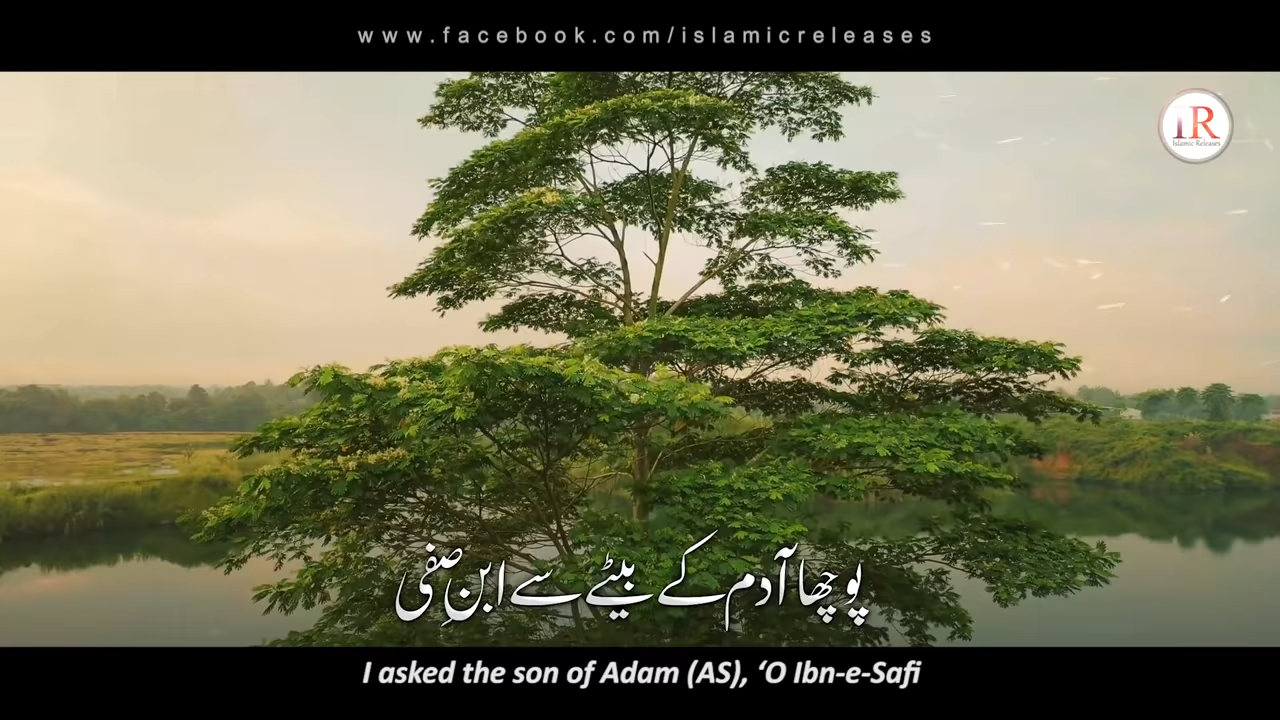 www.facebook.com/islamicreleases
IR
Islamic Releases
پوچھا آدم کے بیٹے سے ابنِ صفی
I asked the son of Adam (AS), ‘O Ibn-e-Safi